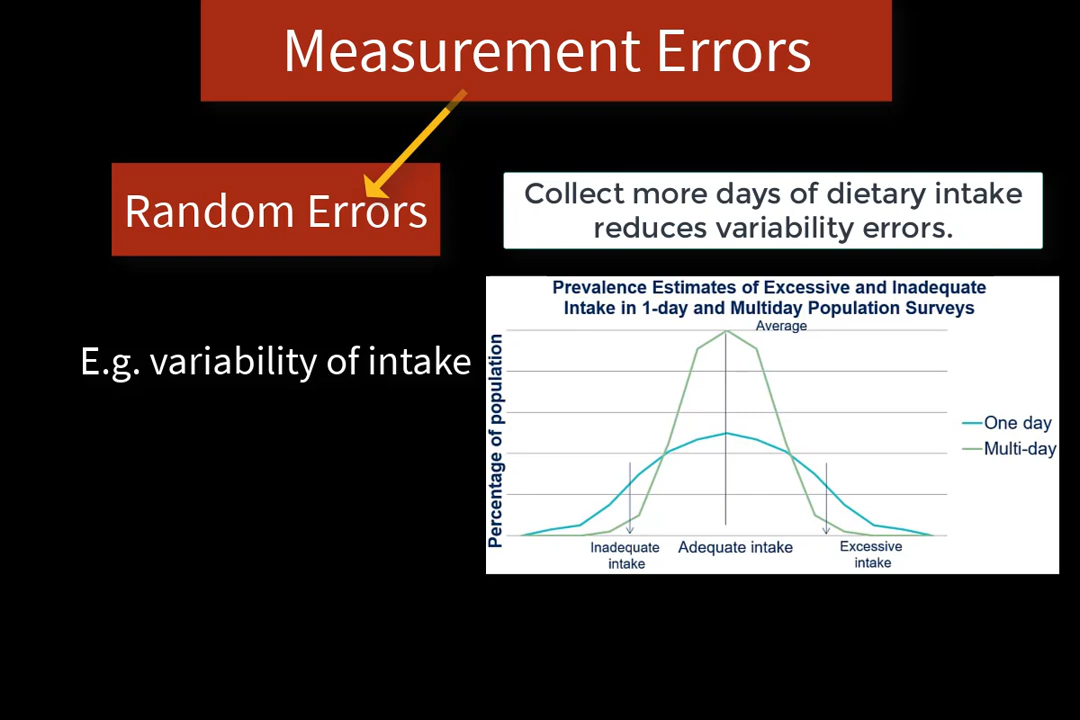 Measurement Errors
Random Errors
Collect more days of dietary intake
reduces variability errors.
E.g. variability of intake
Prevalence Estimates of Excessive and Inadequate
Intake in 1-day and Multiday Population Surveys
Average
Percentage of population
One day
Multi-day
Inadequate
intake
Adequate intake
Excessive
intake